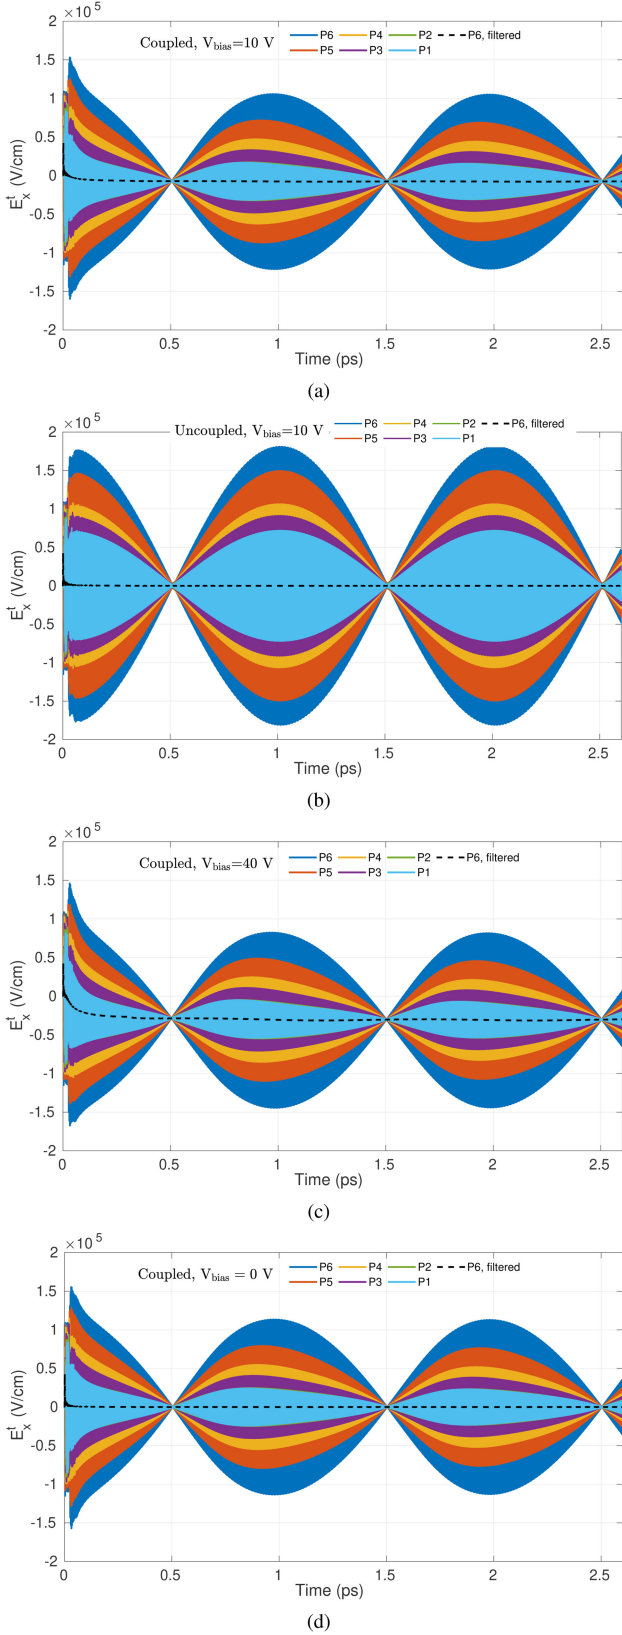 × 10 5
Coupled, Vbias=10 V
P6 P4 P2 P6, filtered
P5 P3 P1
2
1.5
1
0.5
0
-0.5
-1
-1.5
-2
E_x^t (V/cm)
0 0.5 1 1.5 2 2.5
Time (ps)
(a)
× 10 5
Uncoupled, Vbias=10 V
P6 P4 P2 P6, filtered
P5 P3 P1
2
1.5
1
0.5
0
-0.5
-1
-1.5
-2
E_x^t (V/cm)
0 0.5 1 1.5 2 2.5
Time (ps)
(b)
× 10 5
Coupled, Vbias=40 V
P6 P4 P2 P6, filtered
P5 P3 P1
2
1.5
1
0.5
0
-0.5
-1
-1.5
-2
E_x^t (V/cm)
0 0.5 1 1.5 2 2.5
Time (ps)
(c)
× 10 5
Coupled, Vbias = 0 V
P6 P4 P2 P6, filtered
P5 P3 P1
2
1.5
1
0.5
0
-0.5
-1
-1.5
-2
E_x^t (V/cm)
0 0.5 1 1.5 2 2.5
Time (ps)
(d)